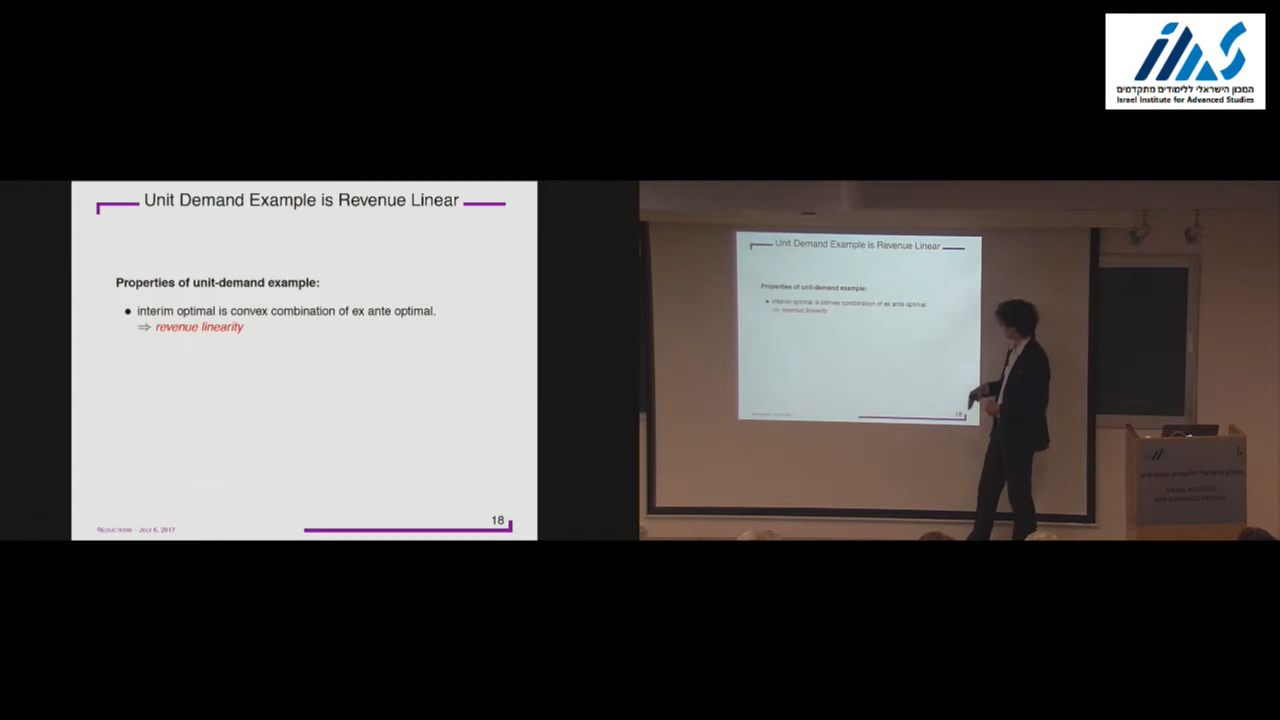 המכון הישראלי ללימודים מתקדמים
Israel Institute for Advanced Studies
Unit Demand Example is Revenue Linear
Properties of unit-demand example:
• interim optimal is convex combination of ex ante optimal.
⇒ revenue linearity
Reductions – July 6, 2017
18
Unit Demand Example is Revenue Linear
Properties of unit-demand example:
• interim optimal is convex combination of ex ante optimal.
⇒ revenue linearity
18